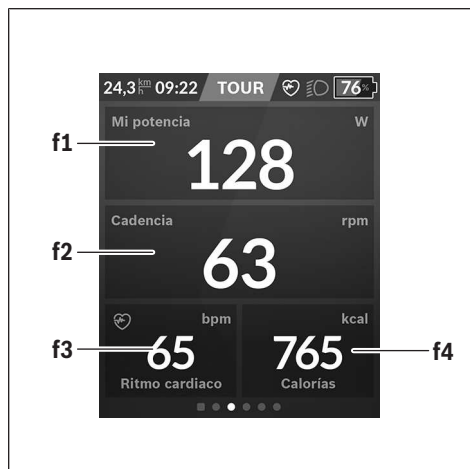 24,3 km/h 09:22 TOUR 76%
Mi potencia W
f1
128
Cadencia rpm
f2
63
bpm kcal
f3 65 765 f4
Ritmo cardiaco Calorías